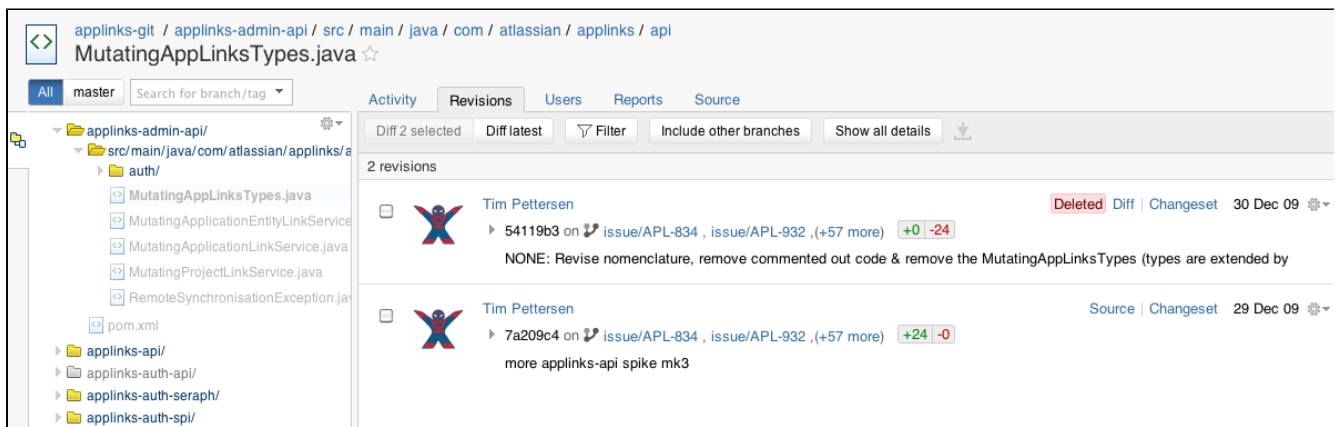 applinks-git / applinks-admin-api / src / main / java / com / atlassian / applinks / api
MutatingAppLinksTypes.java
All master Search for branch/tag
Activity Revisions Users Reports Source
Diff 2 selected Diff latest Filter Include other branches Show all details
applinks-admin-api/
src/main/java/com/atlassian/applinks/a
auth/
MutatingAppLinksTypes.java
MutatingApplicationEntityLinkService
MutatingApplicationLinkService.java
MutatingProjectLinkService.java
RemoteSynchronisationException.jav
pom.xml
applinks-api/
applinks-auth-api/
applinks-auth-seraph/
applinks-auth-spi/
2 revisions
Tim Pettersen Deleted Diff | Changeset 30 Dec 09
54119b3 on issue/APL-834 , issue/APL-932 ,(+57 more) +0 -24
NONE: Revise nomenclature, remove commented out code & remove the MutatingAppLinksTypes (types are extended by
Tim Pettersen Source | Changeset 29 Dec 09
7a209c4 on issue/APL-834 , issue/APL-932 ,(+57 more) +24 -0
more applinks-api spike mk3